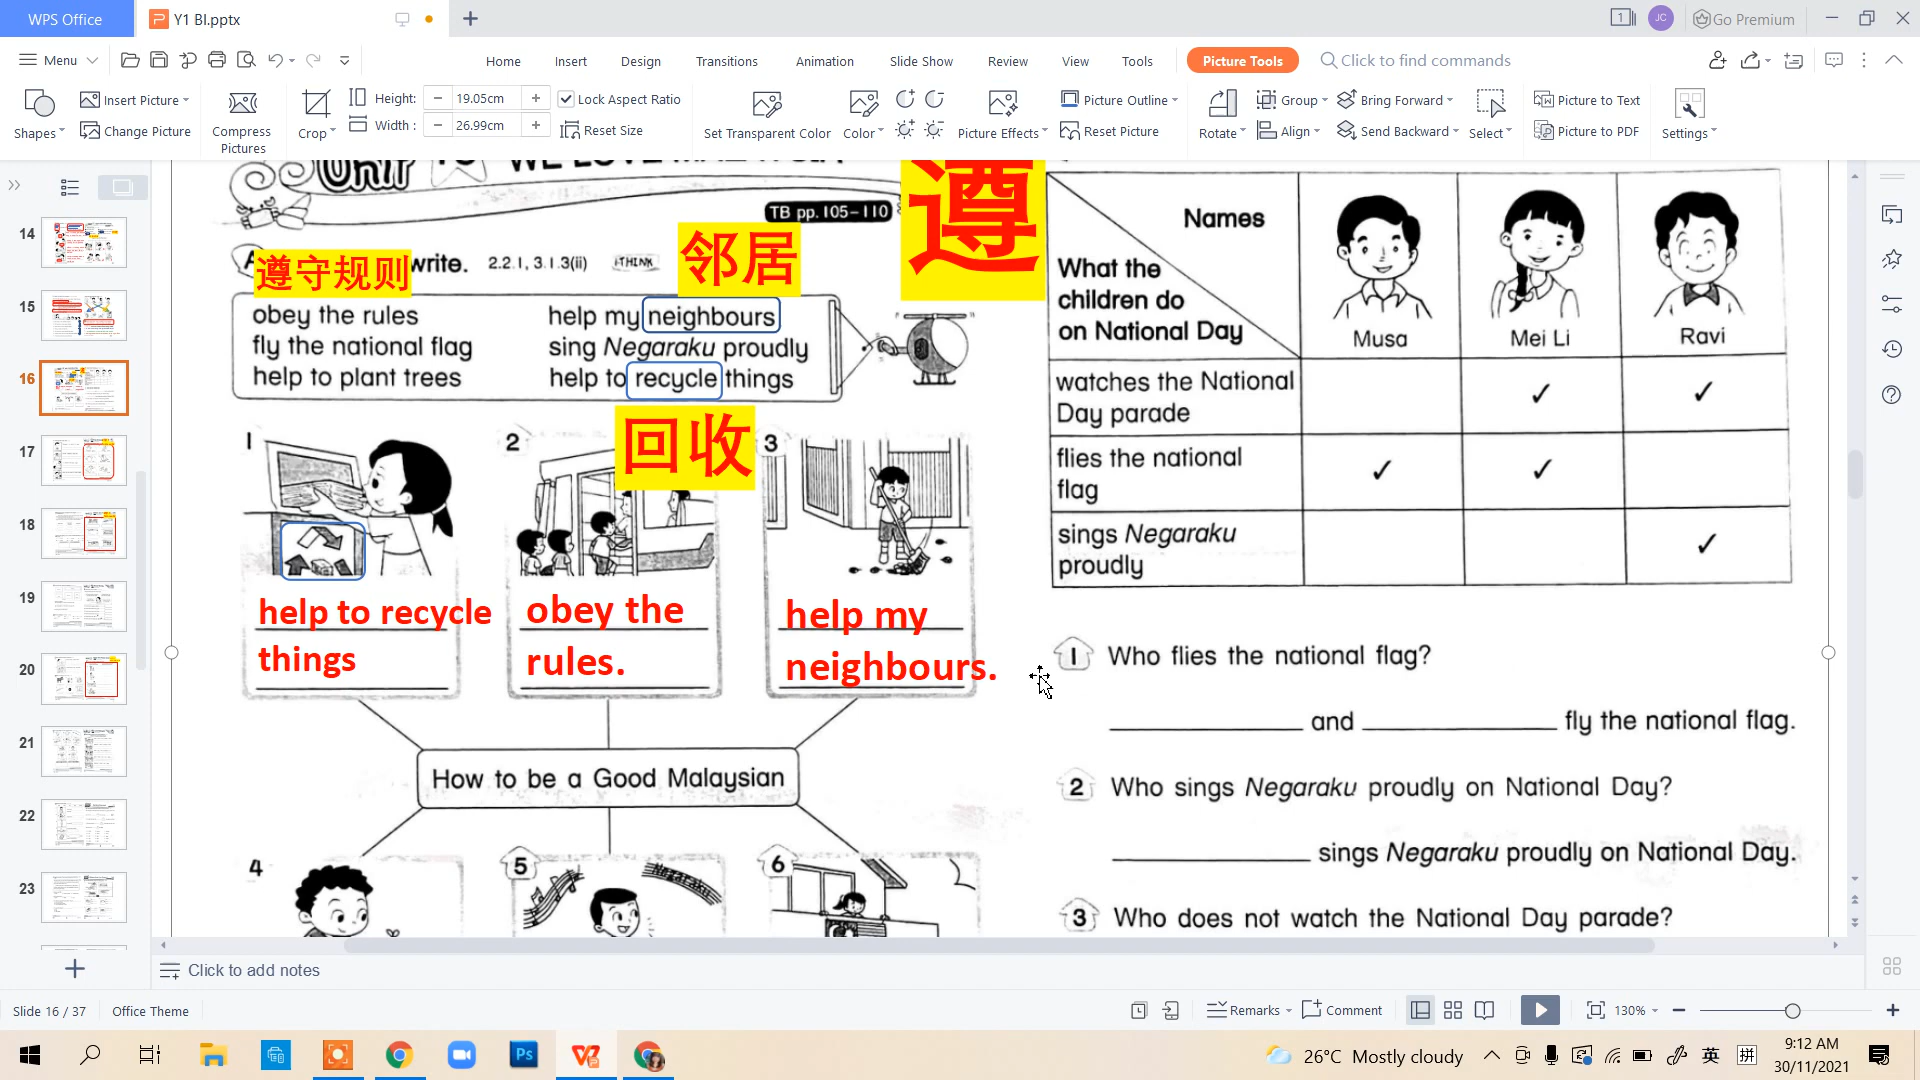 WPS Office
Y1 BI.pptx
1
JC
Go Premium
Menu
Home
Insert
Design
Transitions
Animation
Slide Show
Review
View
Tools
Picture Tools
Click to find commands
Shapes
Insert Picture
Change Picture
Compress Pictures
Crop
Height:
19.05cm
Width :
26.99cm
Lock Aspect Ratio
Reset Size
Set Transparent Color
Color
Picture Effects
Picture Outline
Reset Picture
Rotate
Group
Align
Bring Forward
Send Backward
Select
Picture to Text
Picture to PDF
Settings
14
15
16
17
18
19
20
21
22
23
Unit
TB pp. 105–110
遵
遵守规则
write.
2.2.1, 3.1.3(ii)
i-THINK
邻居
obey the rules
help my neighbours
fly the national flag
sing Negaraku proudly
help to plant trees
help to recycle things
回收
1
2
3
help to recycle
things
obey the
rules.
help my
neighbours.
How to be a Good Malaysian
4
5
Negaraku
6
Names
What the
children do
on National Day
Musa
Mei Li
Ravi
watches the National
Day parade
✓
✓
flies the national
flag
✓
✓
sings Negaraku
proudly
✓
1 Who flies the national flag?
____________ and ____________ fly the national flag.
2 Who sings Negaraku proudly on National Day?
____________ sings Negaraku proudly on National Day.
3 Who does not watch the National Day parade?
Click to add notes
Slide 16 / 37
Office Theme
Remarks
Comment
130%
Ps
26°C Mostly cloudy
英
拼
9:12 AM
30/11/2021